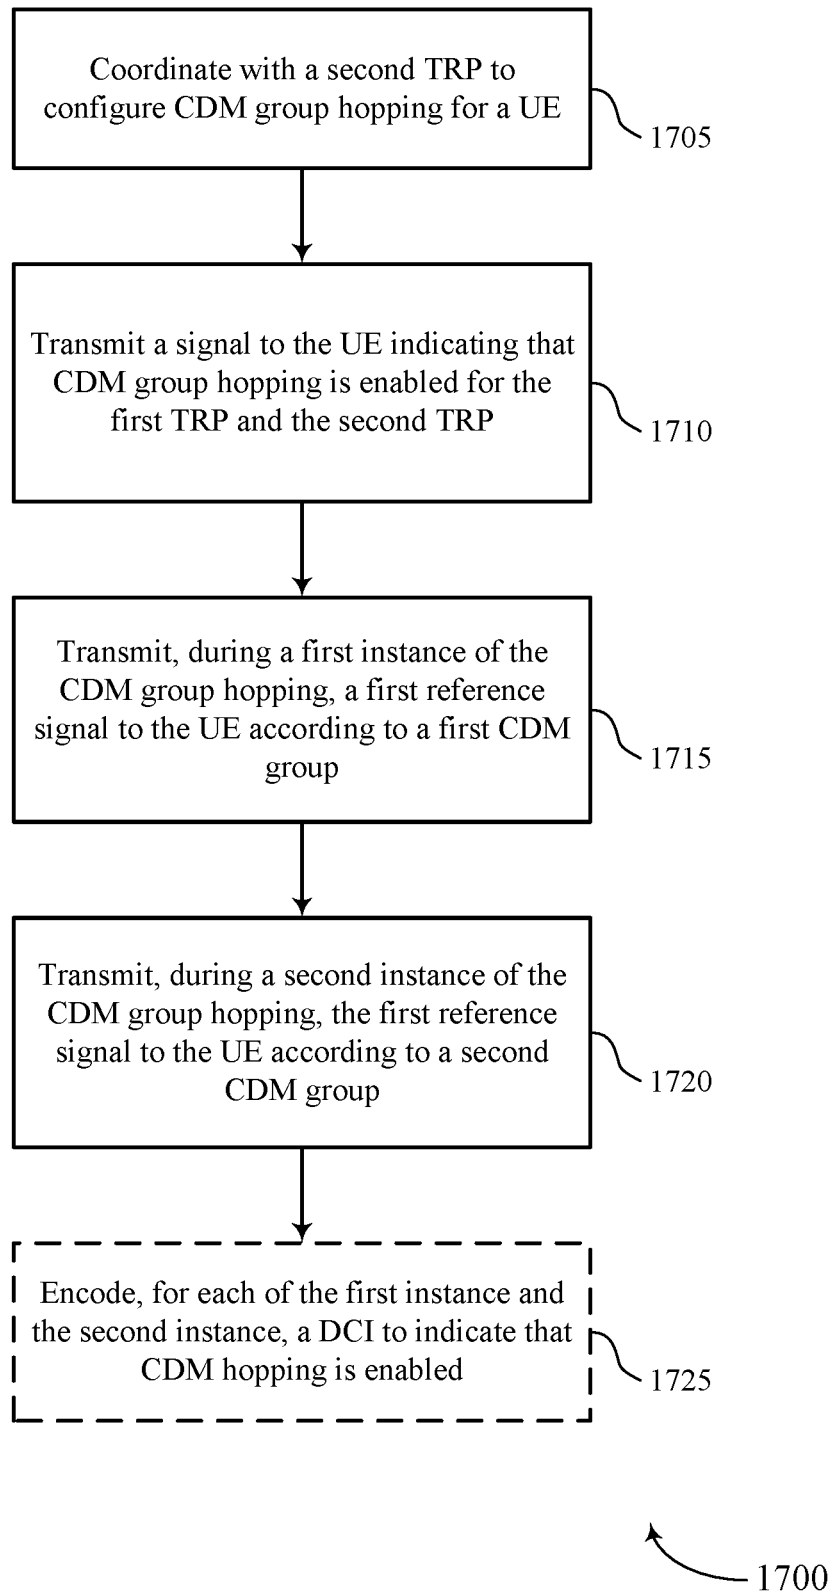 Coordinate with a second TRP to
configure CDM group hopping for a UE
1705
Transmit a signal to the UE indicating that
CDM group hopping is enabled for the
first TRP and the second TRP
1710
Transmit, during a first instance of the
CDM group hopping, a first reference
signal to the UE according to a first CDM
group
1715
Transmit, during a second instance of the
CDM group hopping, the first reference
signal to the UE according to a second
CDM group
1720
Encode, for each of the first instance and
the second instance, a DCI to indicate that
CDM hopping is enabled
1725
1700